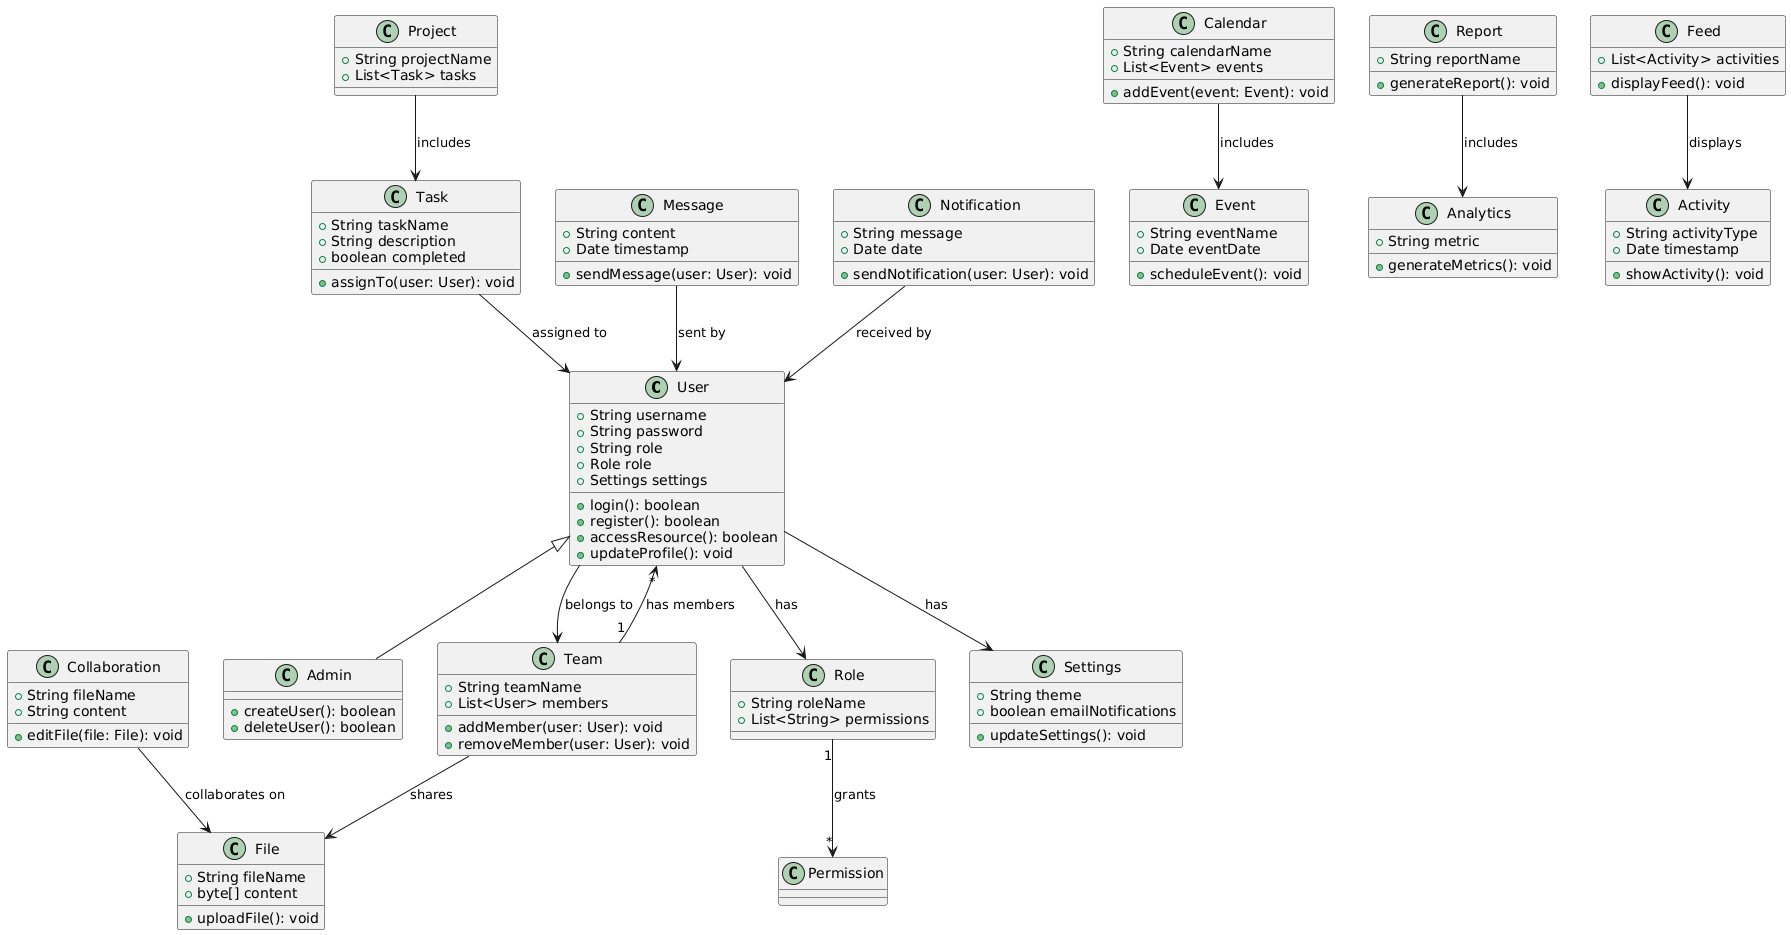 C Project
String projectName
List<Task> tasks
C Calendar
String calendarName
List<Event> events
addEvent(event: Event): void
C Report
String reportName
generateReport(): void
C Feed
List<Activity> activities
displayFeed(): void
includes
includes
includes
displays
C Task
String taskName
String description
boolean completed
assignTo(user: User): void
C Message
String content
Date timestamp
sendMessage(user: User): void
C Notification
String message
Date date
sendNotification(user: User): void
C Event
String eventName
Date eventDate
scheduleEvent(): void
C Analytics
String metric
generateMetrics(): void
C Activity
String activityType
Date timestamp
showActivity(): void
assigned to
sent by
received by
C User
String username
String password
String role
Role role
Settings settings
login(): boolean
register(): boolean
accessResource(): boolean
updateProfile(): void
*
belongs to
has members
1
has
has
C Collaboration
String fileName
String content
editFile(file: File): void
C Admin
createUser(): boolean
deleteUser(): boolean
C Team
String teamName
List<User> members
addMember(user: User): void
removeMember(user: User): void
C Role
String roleName
List<String> permissions
C Settings
String theme
boolean emailNotifications
updateSettings(): void
collaborates on
shares
1
grants
*
C File
String fileName
byte[] content
uploadFile(): void
C Permission